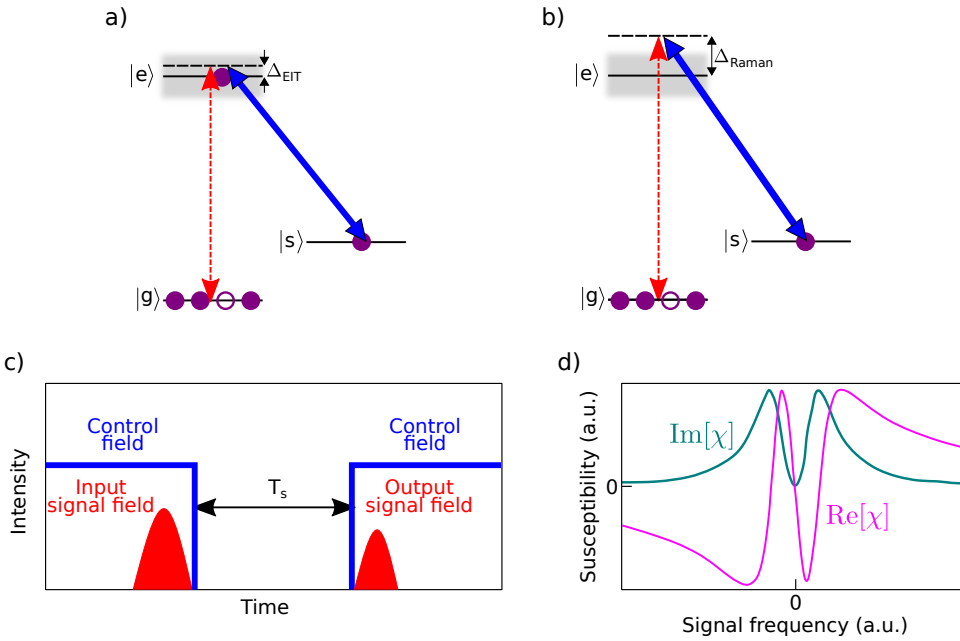 a)
|e⟩
Δ_EIT
|s⟩
|g⟩
b)
|e⟩
Δ_Raman
|s⟩
|g⟩
c)
Intensity
Control
field
Input
signal field
T_s
Control
field
Output
signal field
Time
d)
Susceptibility (a.u.)
Im[χ]
0
Re[χ]
0
Signal frequency (a.u.)